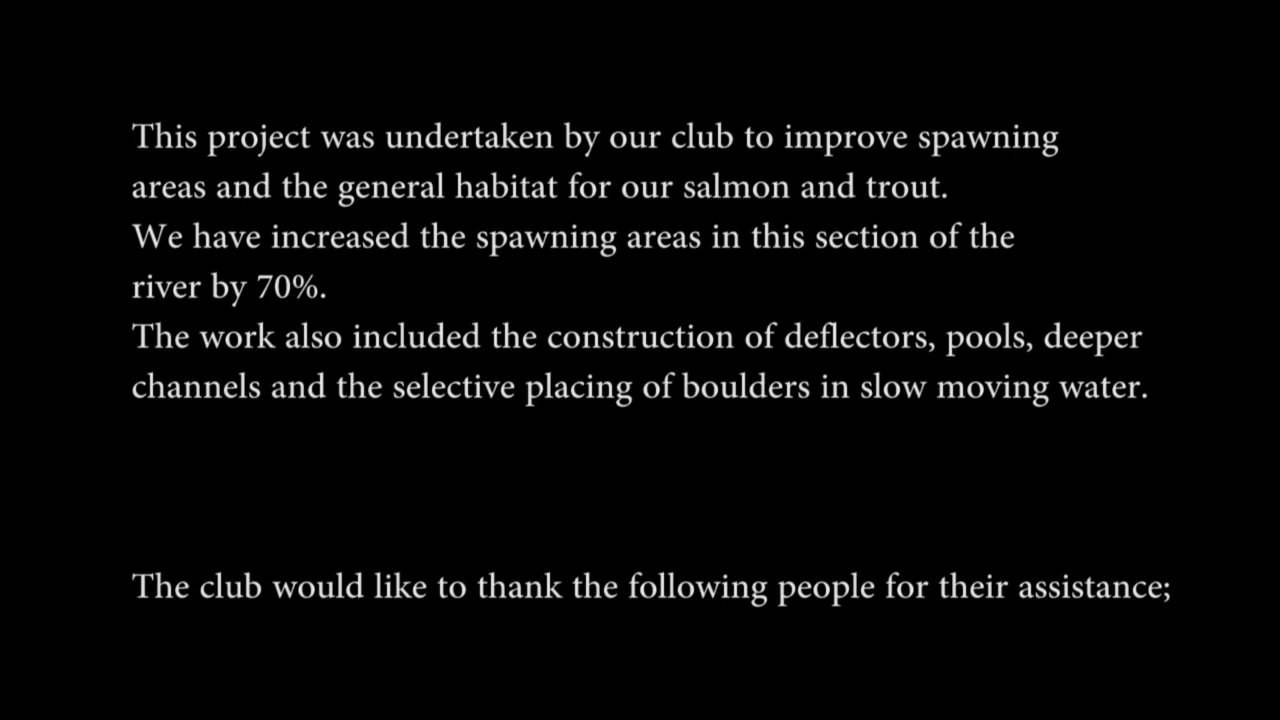 This project was undertaken by our club to improve spawning
areas and the general habitat for our salmon and trout.
We have increased the spawning areas in this section of the
river by 70%.
The work also included the construction of deflectors, pools, deeper
channels and the selective placing of boulders in slow moving water.
The club would like to thank the following people for their assistance;